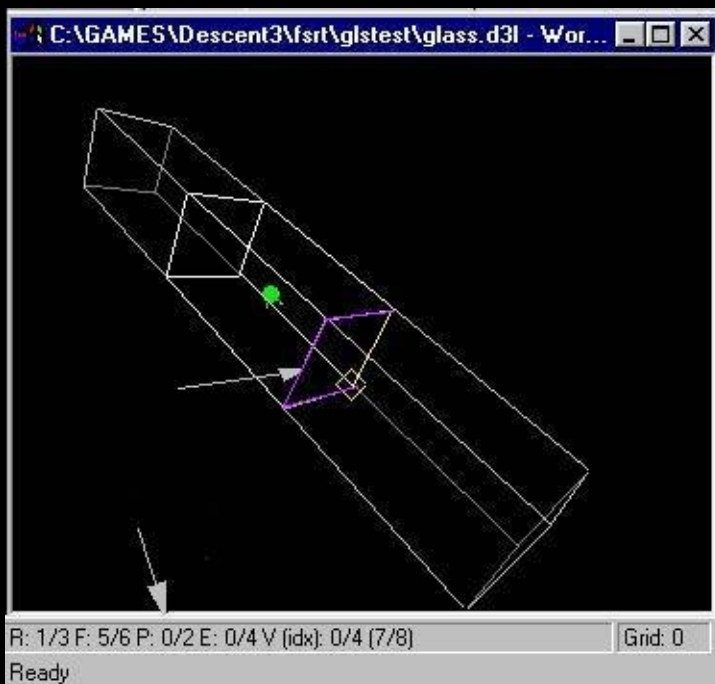 C:\GAMES\Descent3\fsrt\glstest\glass.d3l - Wor...
R: 1/3 F: 5/6 P: 0/2 E: 0/4 V (idx): 0/4 (7/8) Grid: 0
Ready